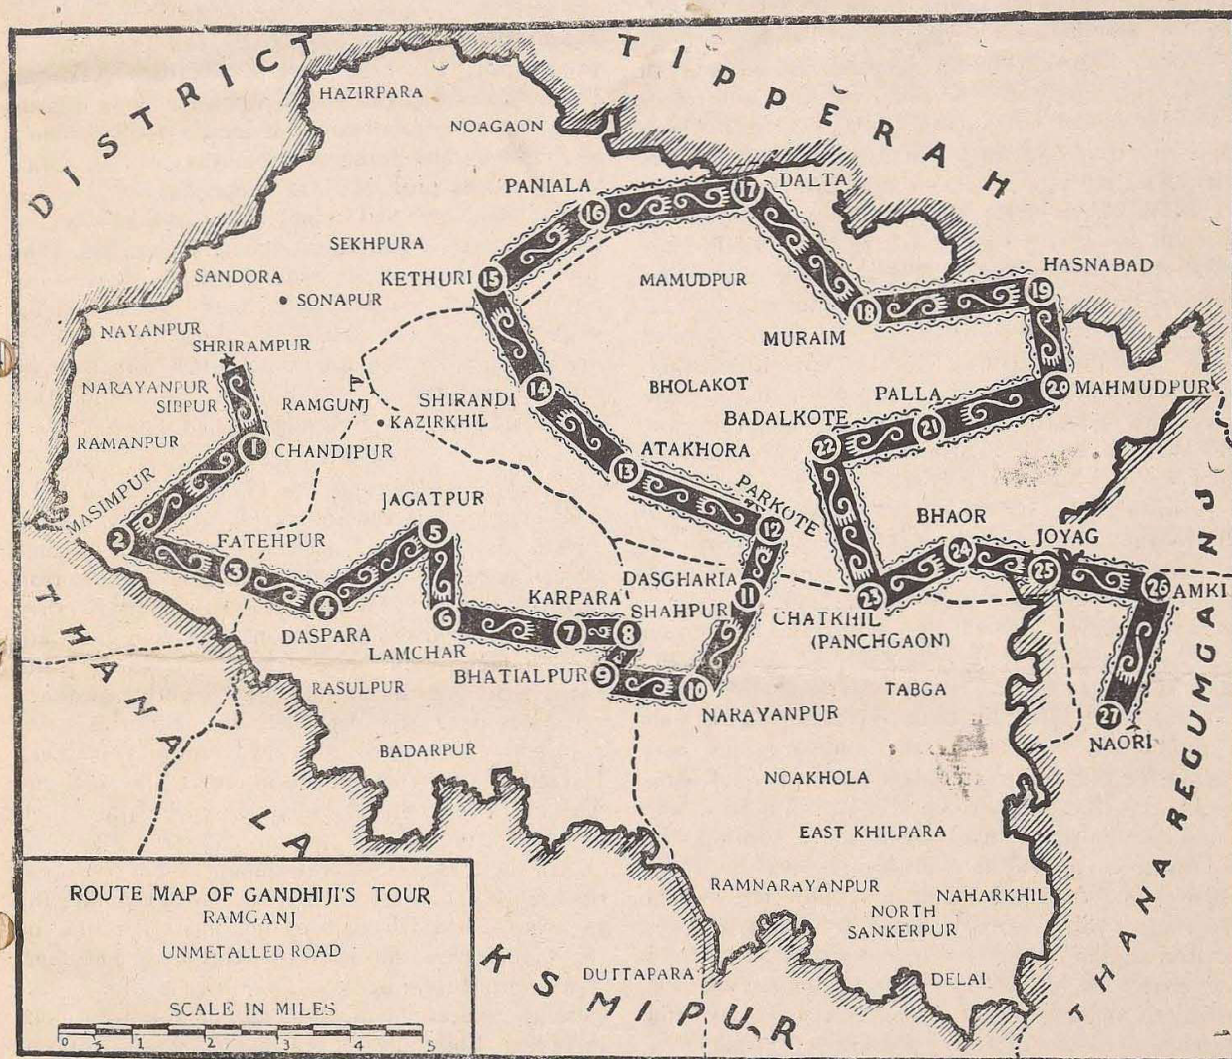 DISTRICT TIPPERAH
HAZIRPARA
NOAGAON
PANIALA
16
17
DALTA
SEKHPURA
SANDORA
KETHURI
15
MAMUDPUR
HASNABAD
19
SONAPUR
18
NAYANPUR
SHRIRAMPUR
MURAIM
NARAYANPUR
SIBPUR
RAMGUNJ
SHIRANDI
14
BHOLAKOT
PALLA
20
MAHMUDPUR
KAZIRKHIL
BADALKOTE
21
RAMANPUR
1
CHANDIPUR
ATAKHORA
22
13
MASIMPUR
JAGATPUR
PARKOTE
12
2
FATEHPUR
5
BHAOR
JOYAG
3
24
25
DASGHARIA
26
AMKI
4
KARPARA
11
23
DASPARA
6
SHAHPUR
CHATKHIL
(PANCHGAON)
7
8
LAMCHAR
BHATIALPUR
9
10
RASULPUR
TABGA
NARAYANPUR
27
NAORI
BADARPUR
NOAKHOLA
EAST KHILPARA
RAMNARAYANPUR
NAHARKHIL
NORTH
SANKERPUR
DUTTAPARA
DELAI
THANA LAKSMIPUR
THANA REGUMGANJ
ROUTE MAP OF GANDHIJI'S TOUR
RAMGANJ
UNMETALLED ROAD
SCALE IN MILES
0 1 2 3 4 5